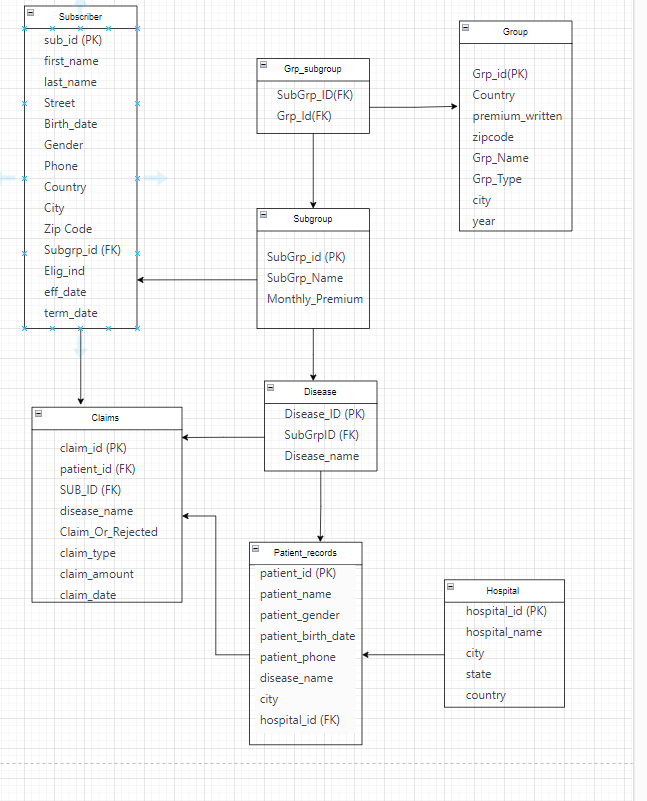 Subscriber
sub_id (PK)
first_name
last_name
Street
Birth_date
Gender
Phone
Country
City
Zip Code
Subgrp_id (FK)
Elig_ind
eff_date
term_date
Grp_subgroup
SubGrp_ID(FK)
Grp_Id(FK)
Group
Grp_id(PK)
Country
premium_written
zipcode
Grp_Name
Grp_Type
city
year
Subgroup
SubGrp_id (PK)
SubGrp_Name
Monthly_Premium
Disease
Disease_ID (PK)
SubGrpID (FK)
Disease_name
Claims
claim_id (PK)
patient_id (FK)
SUB_ID (FK)
disease_name
Claim_Or_Rejected
claim_type
claim_amount
claim_date
Patient_records
patient_id (PK)
patient_name
patient_gender
patient_birth_date
patient_phone
disease_name
city
hospital_id (FK)
Hospital
hospital_id (PK)
hospital_name
city
state
country